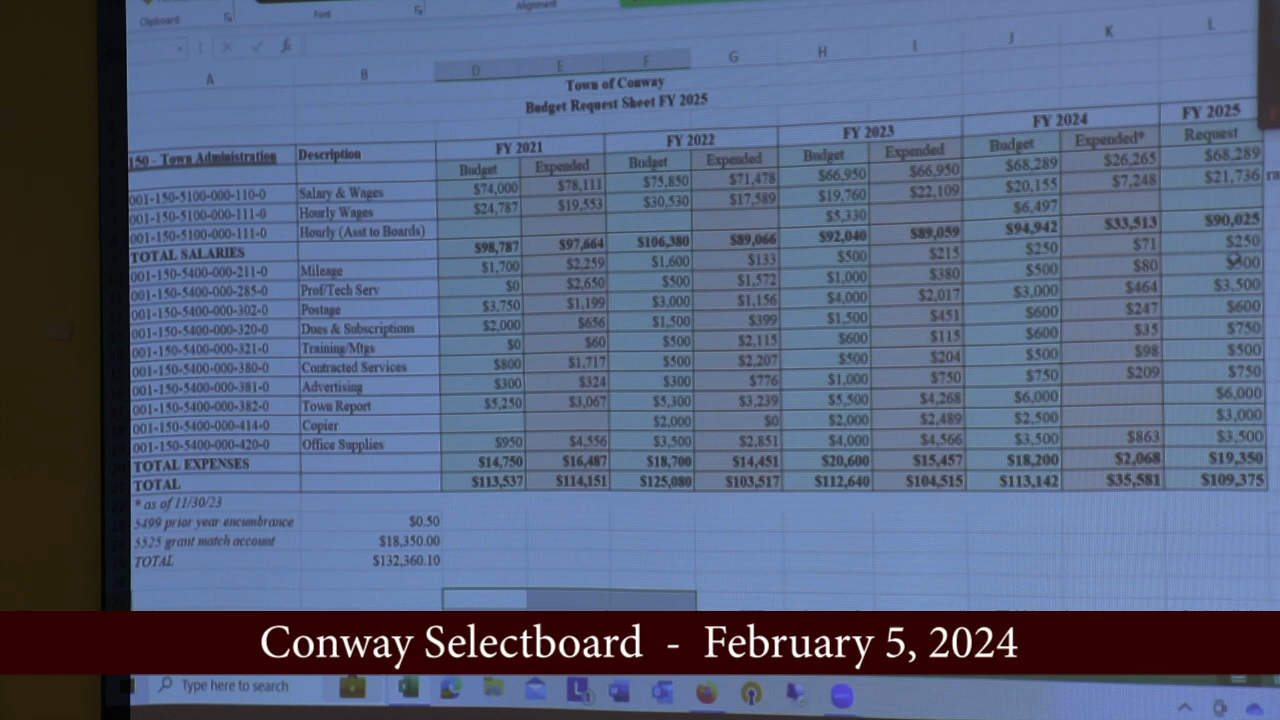 Clipboard Font Alignment
A B D E F G H I J K L
Town of Conway
Budget Request Sheet FY 2025
FY 2021 FY 2022 FY 2023 FY 2024 FY 2025
150 - Town Administration Description Budget Expended Budget Expended Budget Expended Budget Expended* Request
001-150-5100-000-110-0 Salary & Wages $74,000 $78,111 $75,850 $71,478 $66,950 $66,950 $68,289 $26,265 $68,289
001-150-5100-000-111-0 Hourly Wages $24,787 $19,553 $30,530 $17,589 $19,760 $22,109 $20,155 $7,248 $21,736
001-150-5100-000-111-0 Hourly (Asst to Boards) $5,330 $6,497
TOTAL SALARIES $98,787 $97,664 $106,380 $89,066 $92,040 $89,059 $94,942 $33,513 $90,025
001-150-5400-000-211-0 Mileage $1,700 $2,259 $1,600 $133 $500 $215 $250 $71 $250
001-150-5400-000-285-0 Prof/Tech Serv $0 $2,650 $500 $1,572 $1,000 $380 $500 $80 $500
001-150-5400-000-302-0 Postage $3,750 $1,199 $3,000 $1,156 $4,000 $2,017 $3,000 $464 $3,500
001-150-5400-000-320-0 Dues & Subscriptions $2,000 $656 $1,500 $399 $1,500 $451 $600 $247 $600
001-150-5400-000-321-0 Training/Mtgs $0 $60 $500 $2,115 $600 $115 $600 $35 $750
001-150-5400-000-380-0 Contracted Services $800 $1,717 $500 $2,207 $500 $204 $500 $98 $500
001-150-5400-000-381-0 Advertising $300 $324 $300 $776 $1,000 $750 $750 $209 $750
001-150-5400-000-382-0 Town Report $5,250 $3,067 $5,300 $3,239 $5,500 $4,268 $6,000 $6,000
001-150-5400-000-414-0 Copier $2,000 $0 $2,000 $2,489 $2,500 $3,000
001-150-5400-000-420-0 Office Supplies $950 $4,556 $3,500 $2,851 $4,000 $4,566 $3,500 $863 $3,500
TOTAL EXPENSES $14,750 $16,487 $18,700 $14,451 $20,600 $15,457 $18,200 $2,068 $19,350
TOTAL $113,537 $114,151 $125,080 $103,517 $112,640 $104,515 $113,142 $35,581 $109,375
* as of 11/30/23
5499 prior year encumbrance $0.50
5525 grant match account $18,350.00
TOTAL $132,360.10
Conway Selectboard - February 5, 2024
Type here to search